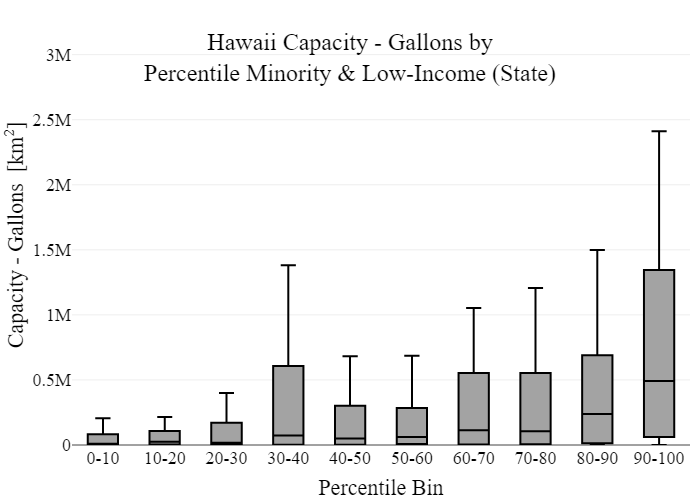 Hawaii Capacity - Gallons by
Percentile Minority & Low-Income (State)
Capacity - Gallons [km²]
3M
2.5M
2M
1.5M
1M
0.5M
0
0-10 10-20 20-30 30-40 40-50 50-60 60-70 70-80 80-90 90-100
Percentile Bin